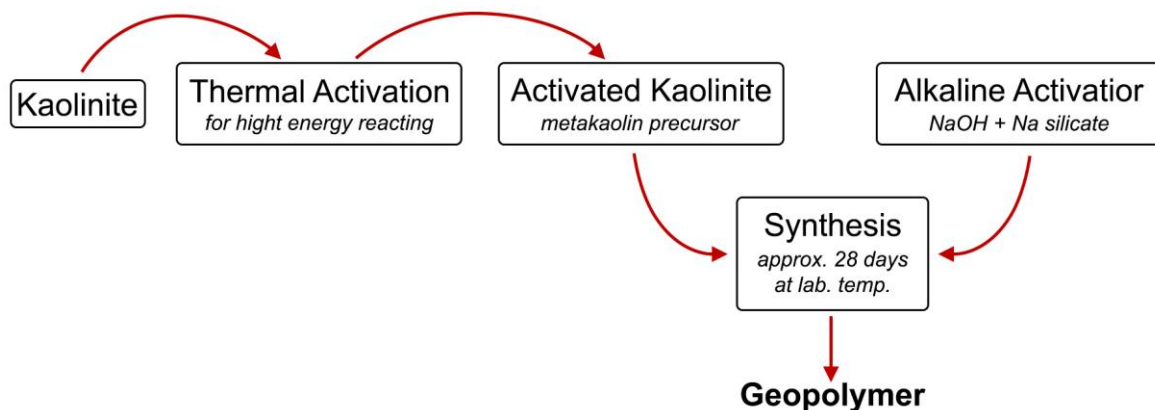 Kaolinite
Thermal Activation
for hight energy reacting
Activated Kaolinite
metakaolin precursor
Alkaline Activatior
NaOH + Na silicate
Synthesis
approx. 28 days
at lab. temp.
Geopolymer